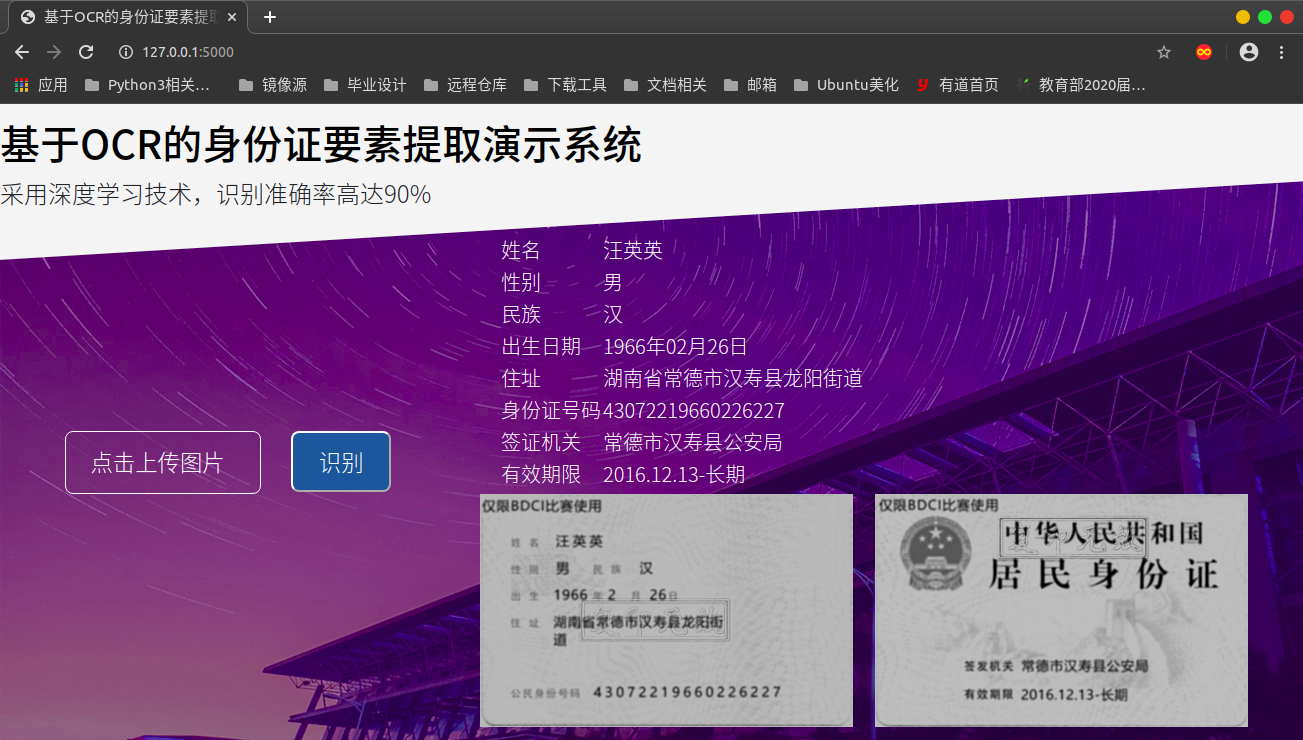 基于OCR的身份证要素提取
127.0.0.1:5000
应用 Python3相关… 镜像源 毕业设计 远程仓库 下载工具 文档相关 邮箱 Ubuntu美化 有道首页 教育部2020届…
基于OCR的身份证要素提取演示系统
采用深度学习技术，识别准确率高达90%
姓名 汪英英
性别 男
民族 汉
出生日期 1966年02月26日
住址 湖南省常德市汉寿县龙阳街道
身份证号码 43072219660226227
签证机关 常德市汉寿县公安局
有效期限 2016.12.13-长期
点击上传图片 识别
仅限BDCI比赛使用
姓名 汪英英
性别 男 民族 汉
出生 1966 年 2 月 26 日
住址 湖南省常德市汉寿县龙阳街
道
复印无效
公民身份号码 43072219660226227
仅限BDCI比赛使用
中华人民共和国
复印无效
居民身份证
签发机关 常德市汉寿县公安局
有效期限 2016.12.13-长期